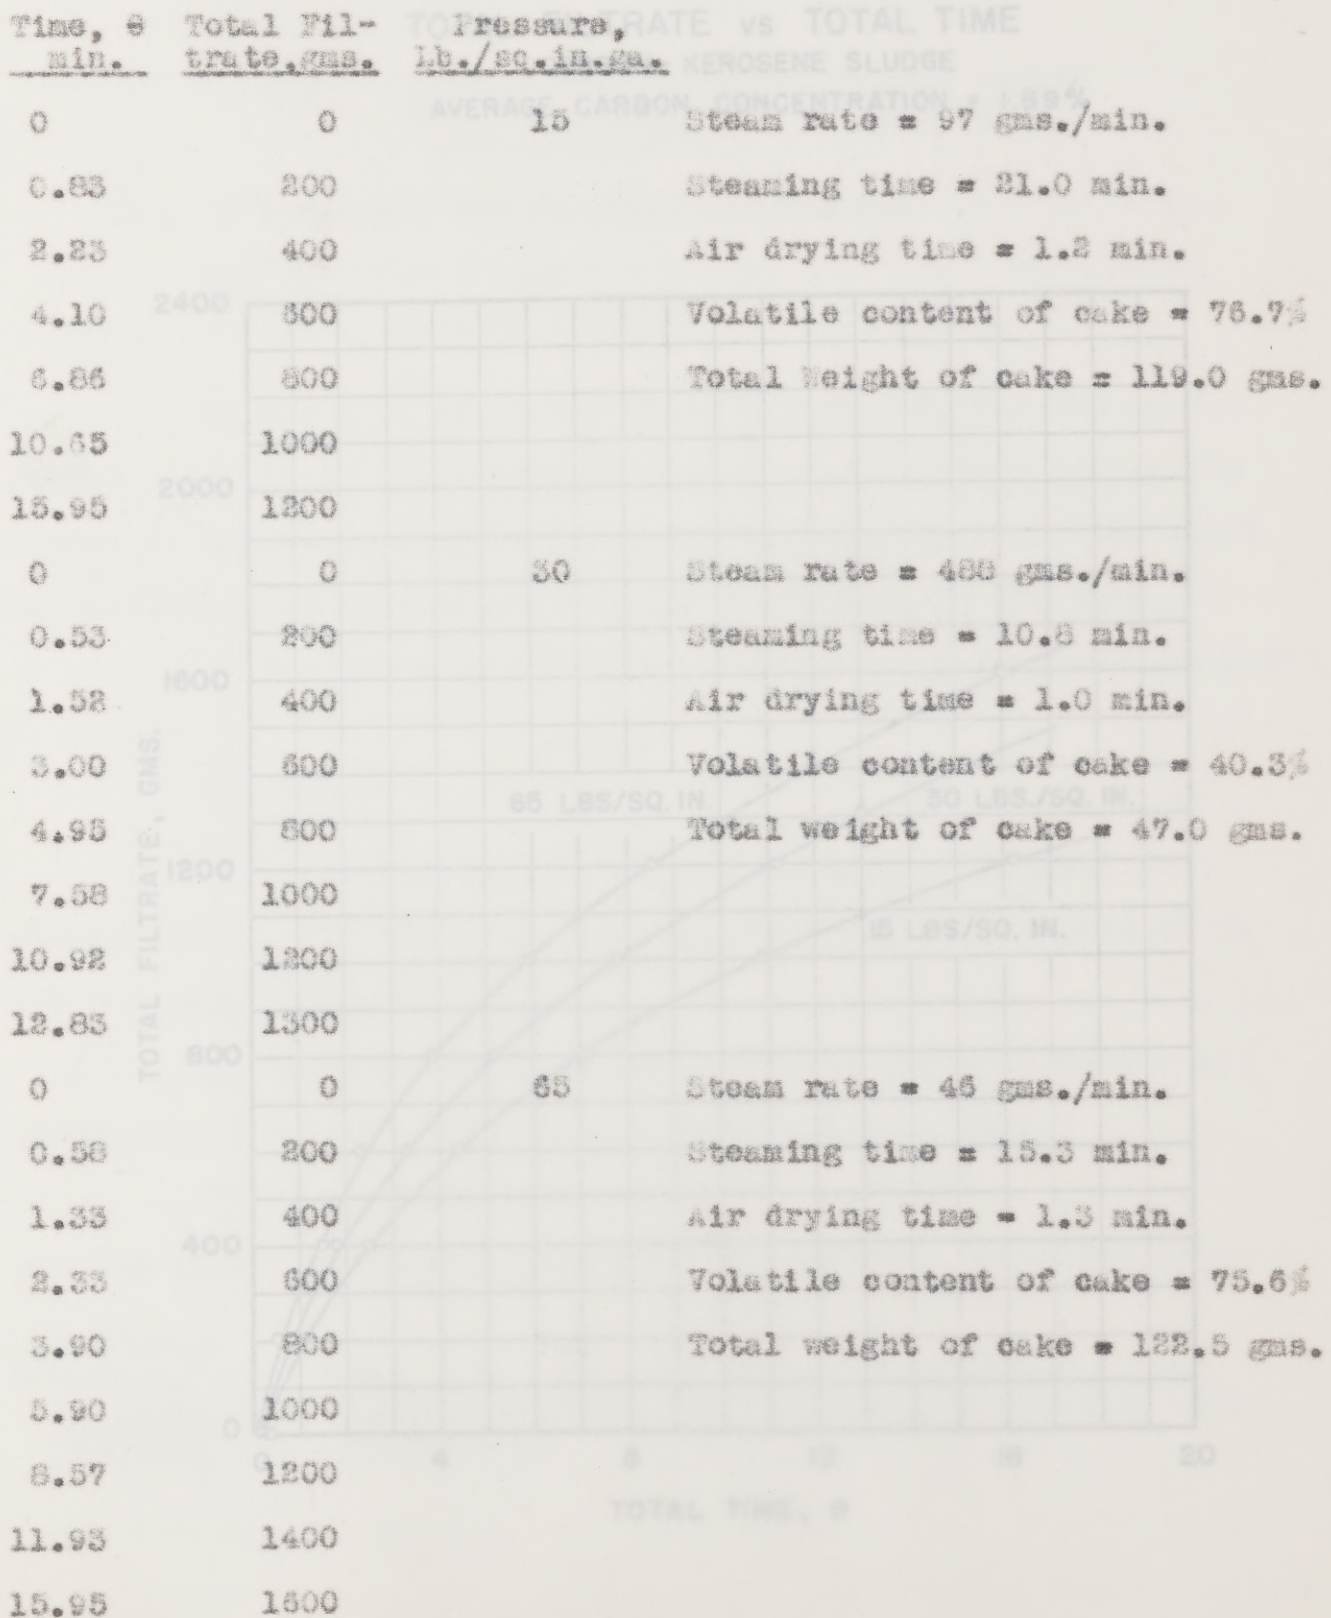 Time, θ Total Fil- Pressure,
min. trate,gms. Lb./sq.in.ga.
0 0 15 Steam rate = 97 gms./min.
0.83 200 Steaming time = 21.0 min.
2.23 400 Air drying time = 1.2 min.
4.10 600 Volatile content of cake = 76.7%
6.86 800 Total Weight of cake = 119.0 gms.
10.65 1000
15.95 1200
0 0 30 Steam rate = gms./min.
0.53 200 Steaming time = min.
1.52 400 Air drying time = 1.0 min.
3.00 600 Volatile content of cake = 40.3%
4.95 800 Total weight of cake = 47.0 gms.
7.58 1000
10.92 1200
12.83 1300
0 0 65 Steam rate = 46 gms./min.
0.58 200 Steaming time = 15.3 min.
1.33 400 Air drying time = 1.3 min.
2.33 600 Volatile content of cake = 75.6%
3.90 800 Total weight of cake = 122.5 gms.
5.90 1000
8.57 1200
11.93 1400
15.95 1600
TOTAL FILTRATE vs TOTAL TIME
KEROSENE SLUDGE
AVERAGE CARBON CONCENTRATION = 1.69%
2400
2000
1600
1200
800
400
0
TOTAL FILTRATE, GMS.
65 LBS/SQ. IN.
30 LBS./SQ. IN.
15 LBS/SQ. IN.
0 4 8 12 16 20
TOTAL TIME, θ